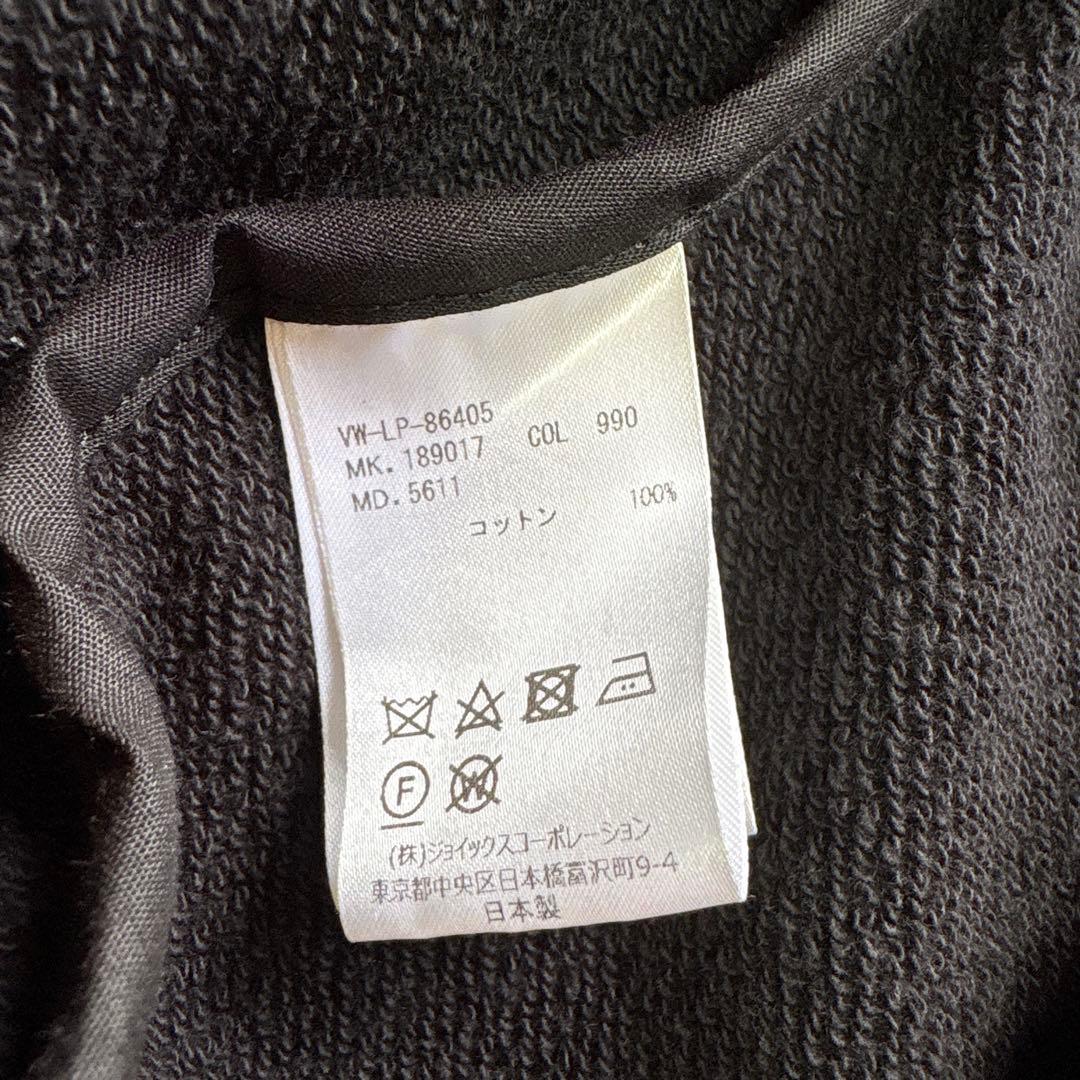 VW-LP-86405
MK. 189017 COL 990
MD. 5611
コットン 100%
F W
(株)ジョイックスコーポレーション
東京都中央区日本橋富沢町9-4
日本製